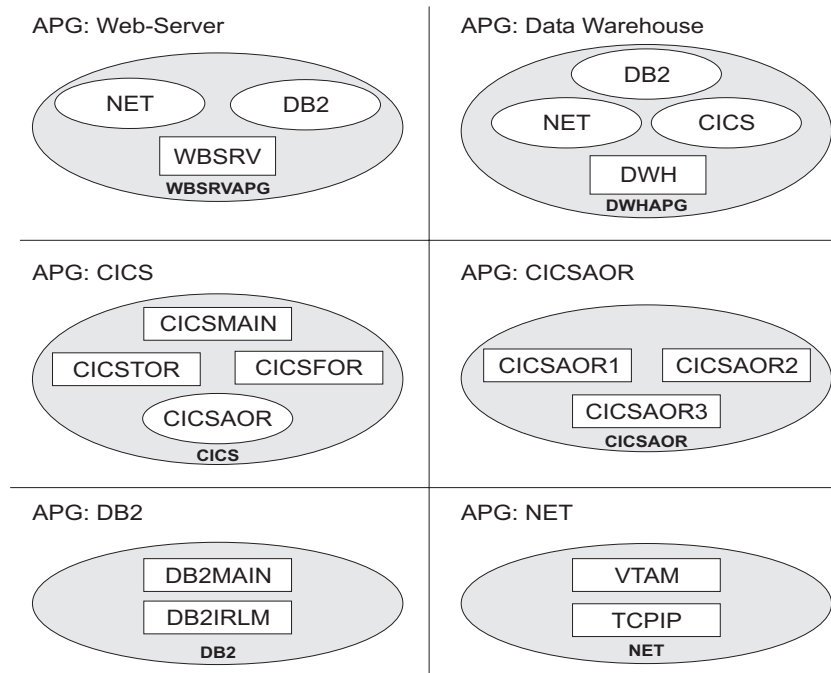 APG: Web-Server
NET
DB2
WBSRV
WBSRVAPG
APG: Data Warehouse
DB2
NET
CICS
DWH
DWHAPG
APG: CICS
CICSMAIN
CICSTOR
CICSFOR
CICSAOR
CICS
APG: CICSAOR
CICSAOR1
CICSAOR2
CICSAOR3
CICSAOR
APG: DB2
DB2MAIN
DB2IRLM
DB2
APG: NET
VTAM
TCPIP
NET